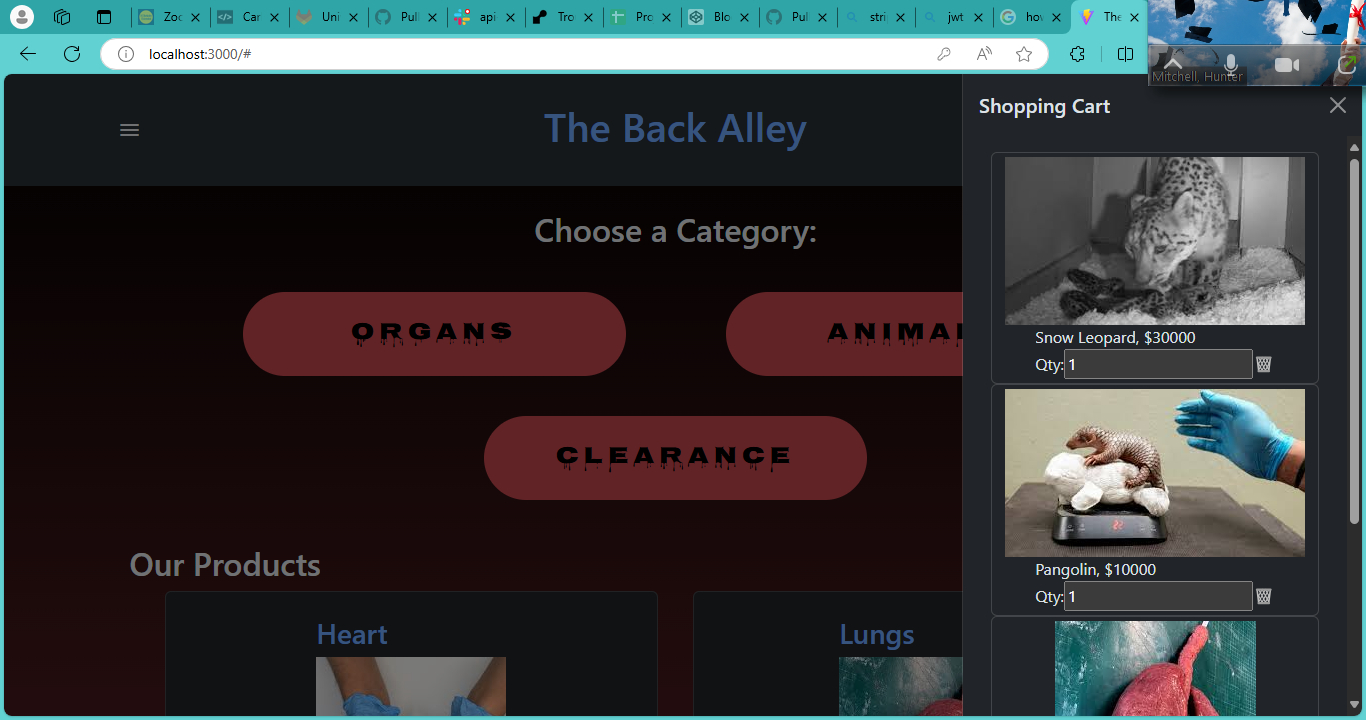 Zoc
Car
Uni
Pull
api
Tro
Pro
Blo
Pul
stri
jwt
hov
The
localhost:3000/#
Mitchell, Hunter
The Back Alley
Choose a Category:
ORGANS
ANIMAL
CLEARANCE
Our Products
Heart
Lungs
Shopping Cart
Snow Leopard, $30000
Qty:1
Pangolin, $10000
Qty:1